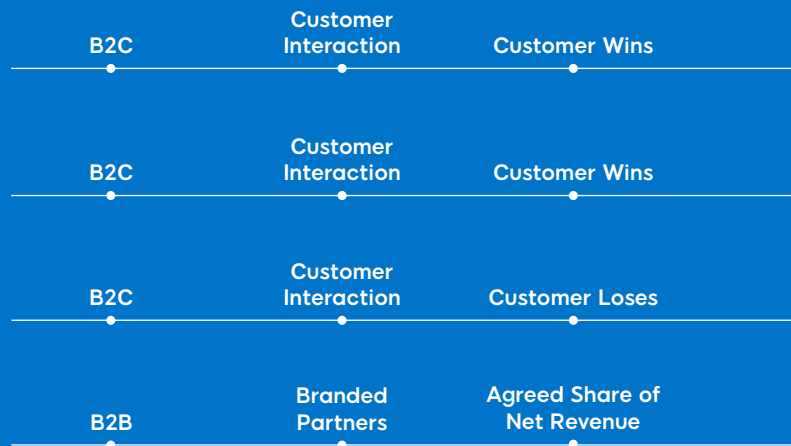 Customer
B2C Interaction Customer Wins
Customer
B2C Interaction Customer Wins
Customer
B2C Interaction Customer Loses
Branded Agreed Share of
B2B Partners Net Revenue